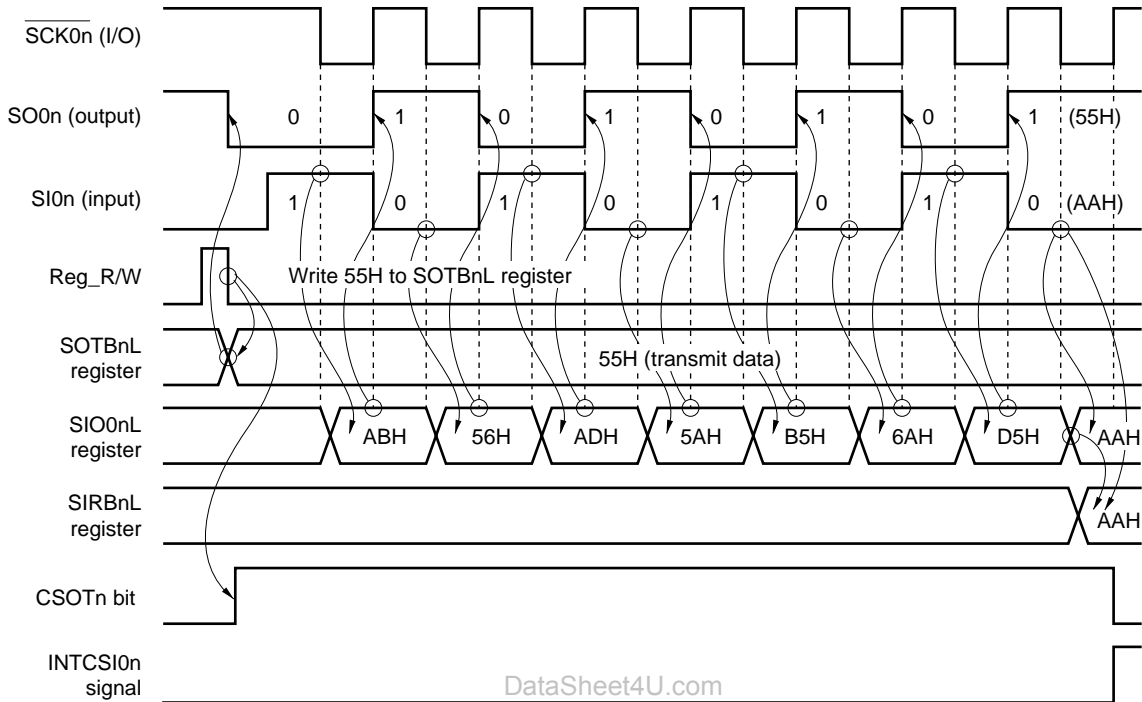 SCK0n (I/O)
SO0n (output) 0 1 0 1 0 1 0 1 (55H)
SI0n (input) 1 0 1 0 1 0 1 0 (AAH)
Reg_R/W Write 55H to SOTBnL register
SOTBnL
register
55H (transmit data)
SIO0nL
register
ABH 56H ADH 5AH B5H 6AH D5H AAH
SIRBnL
register
AAH
CSOTn bit
INTCSI0n
signal
DataSheet4U.com